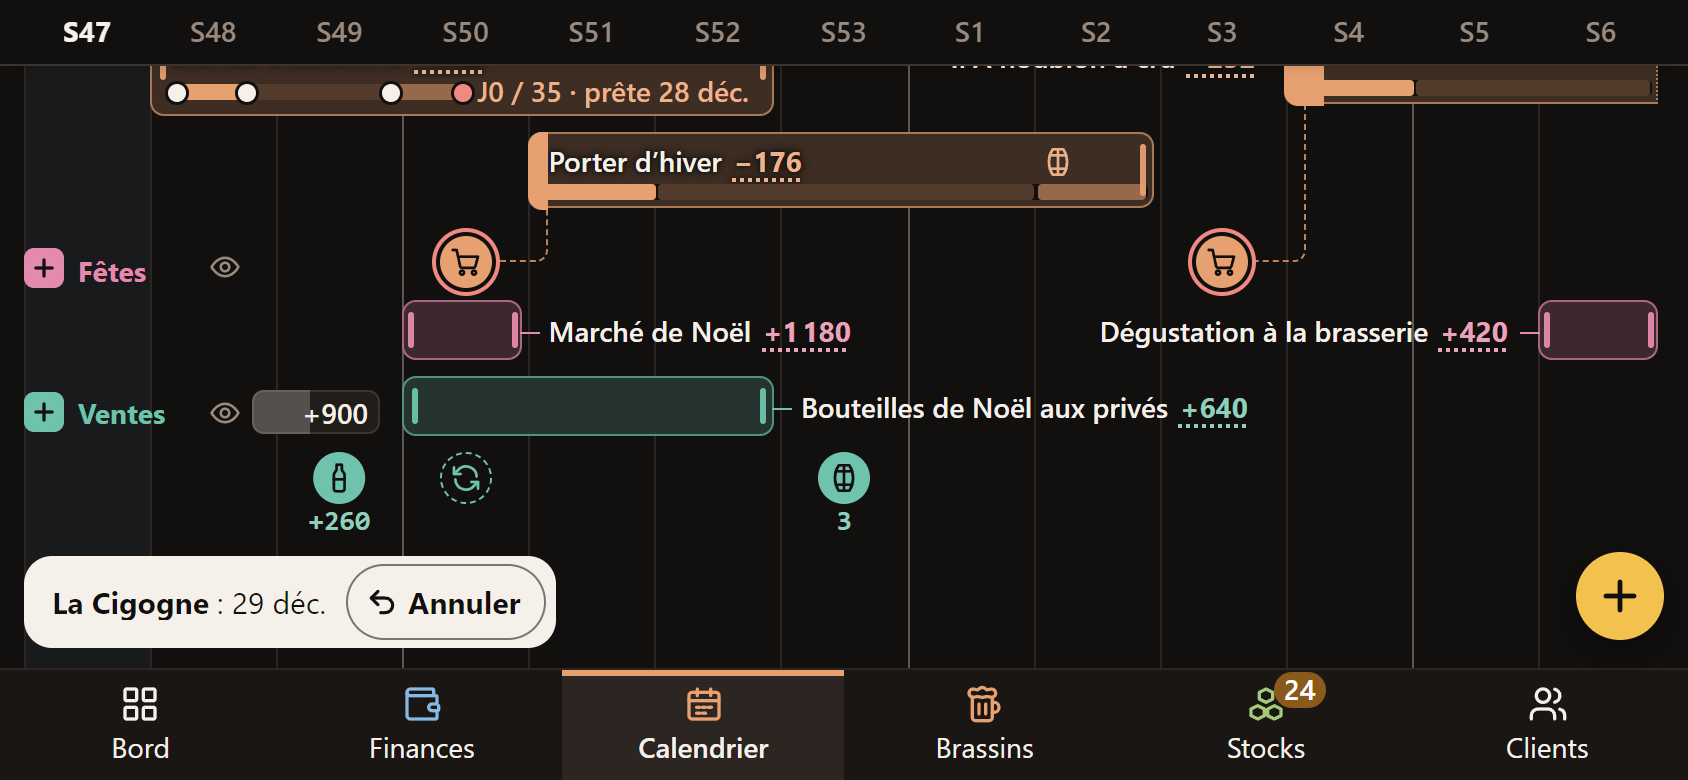 S47 S48 S49 S50 S51 S52 S53 S1 S2 S3 S4 S5 S6
J0 / 35 · prête 28 déc.
Porter d’hiver −176
Fêtes
Marché de Noël +1 180
Dégustation à la brasserie +420
Ventes
+900
Bouteilles de Noël aux privés +640
+260
3
La Cigogne : 29 déc.
Annuler
24
Bord Finances Calendrier Brassins Stocks Clients